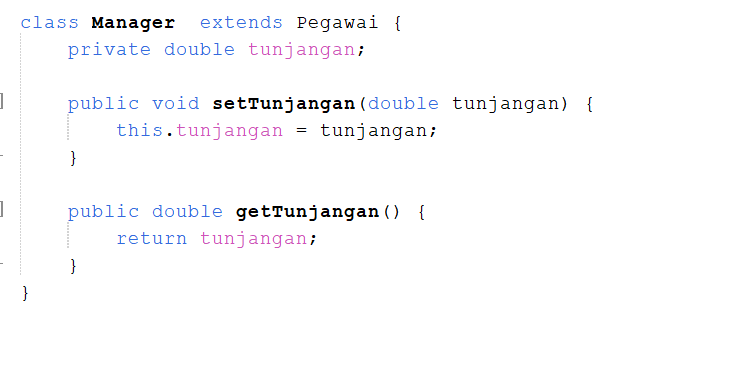 class Manager  extends Pegawai {
    private double tunjangan;

    public void setTunjangan(double tunjangan) {
        this.tunjangan = tunjangan;
    }

    public double getTunjangan() {
        return tunjangan;
    }
}